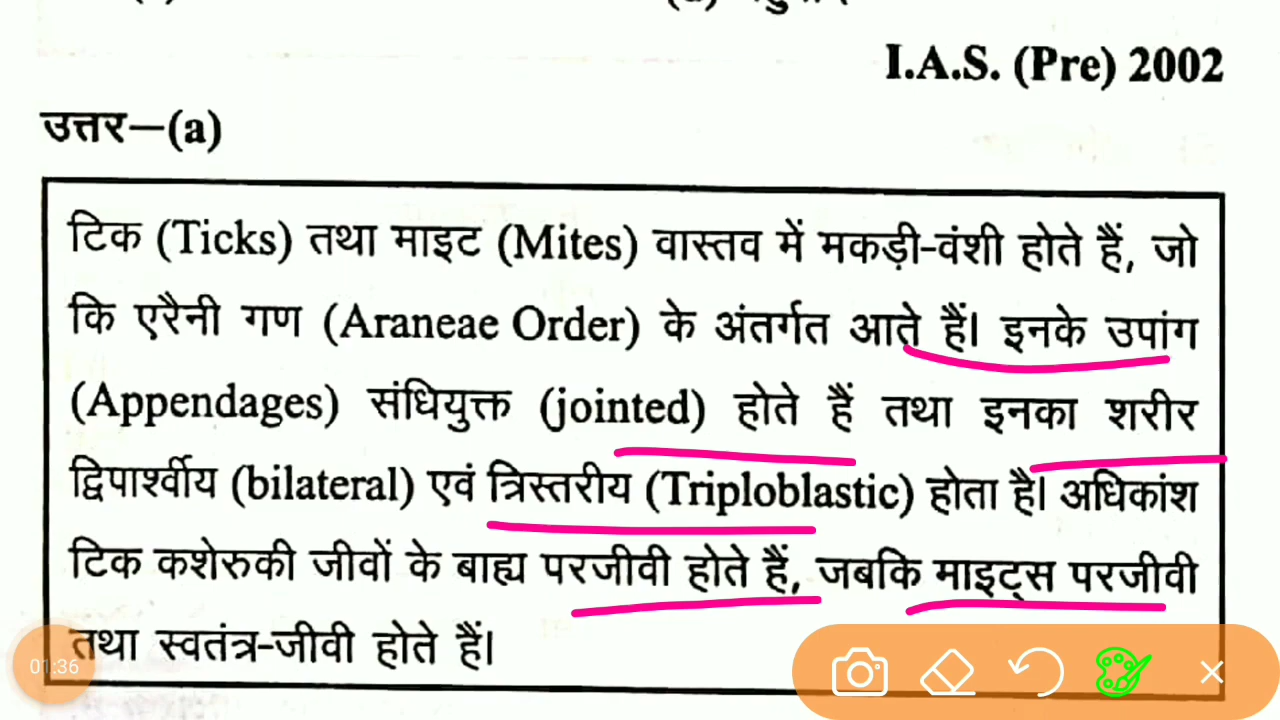 I.A.S. (Pre) 2002
उत्तर—(a)
टिक (Ticks) तथा माइट (Mites) वास्तव में मकड़ी-वंशी होते हैं, जो
कि एरैनी गण (Araneae Order) के अंतर्गत आते हैं। इनके उपांग
(Appendages) संधियुक्त (jointed) होते हैं तथा इनका शरीर
द्विपार्श्वीय (bilateral) एवं त्रिस्तरीय (Triploblastic) होता है। अधिकांश
टिक कशेरुकी जीवों के बाह्य परजीवी होते हैं, जबकि माइट्स परजीवी
तथा स्वतंत्र-जीवी होते हैं।
01:36